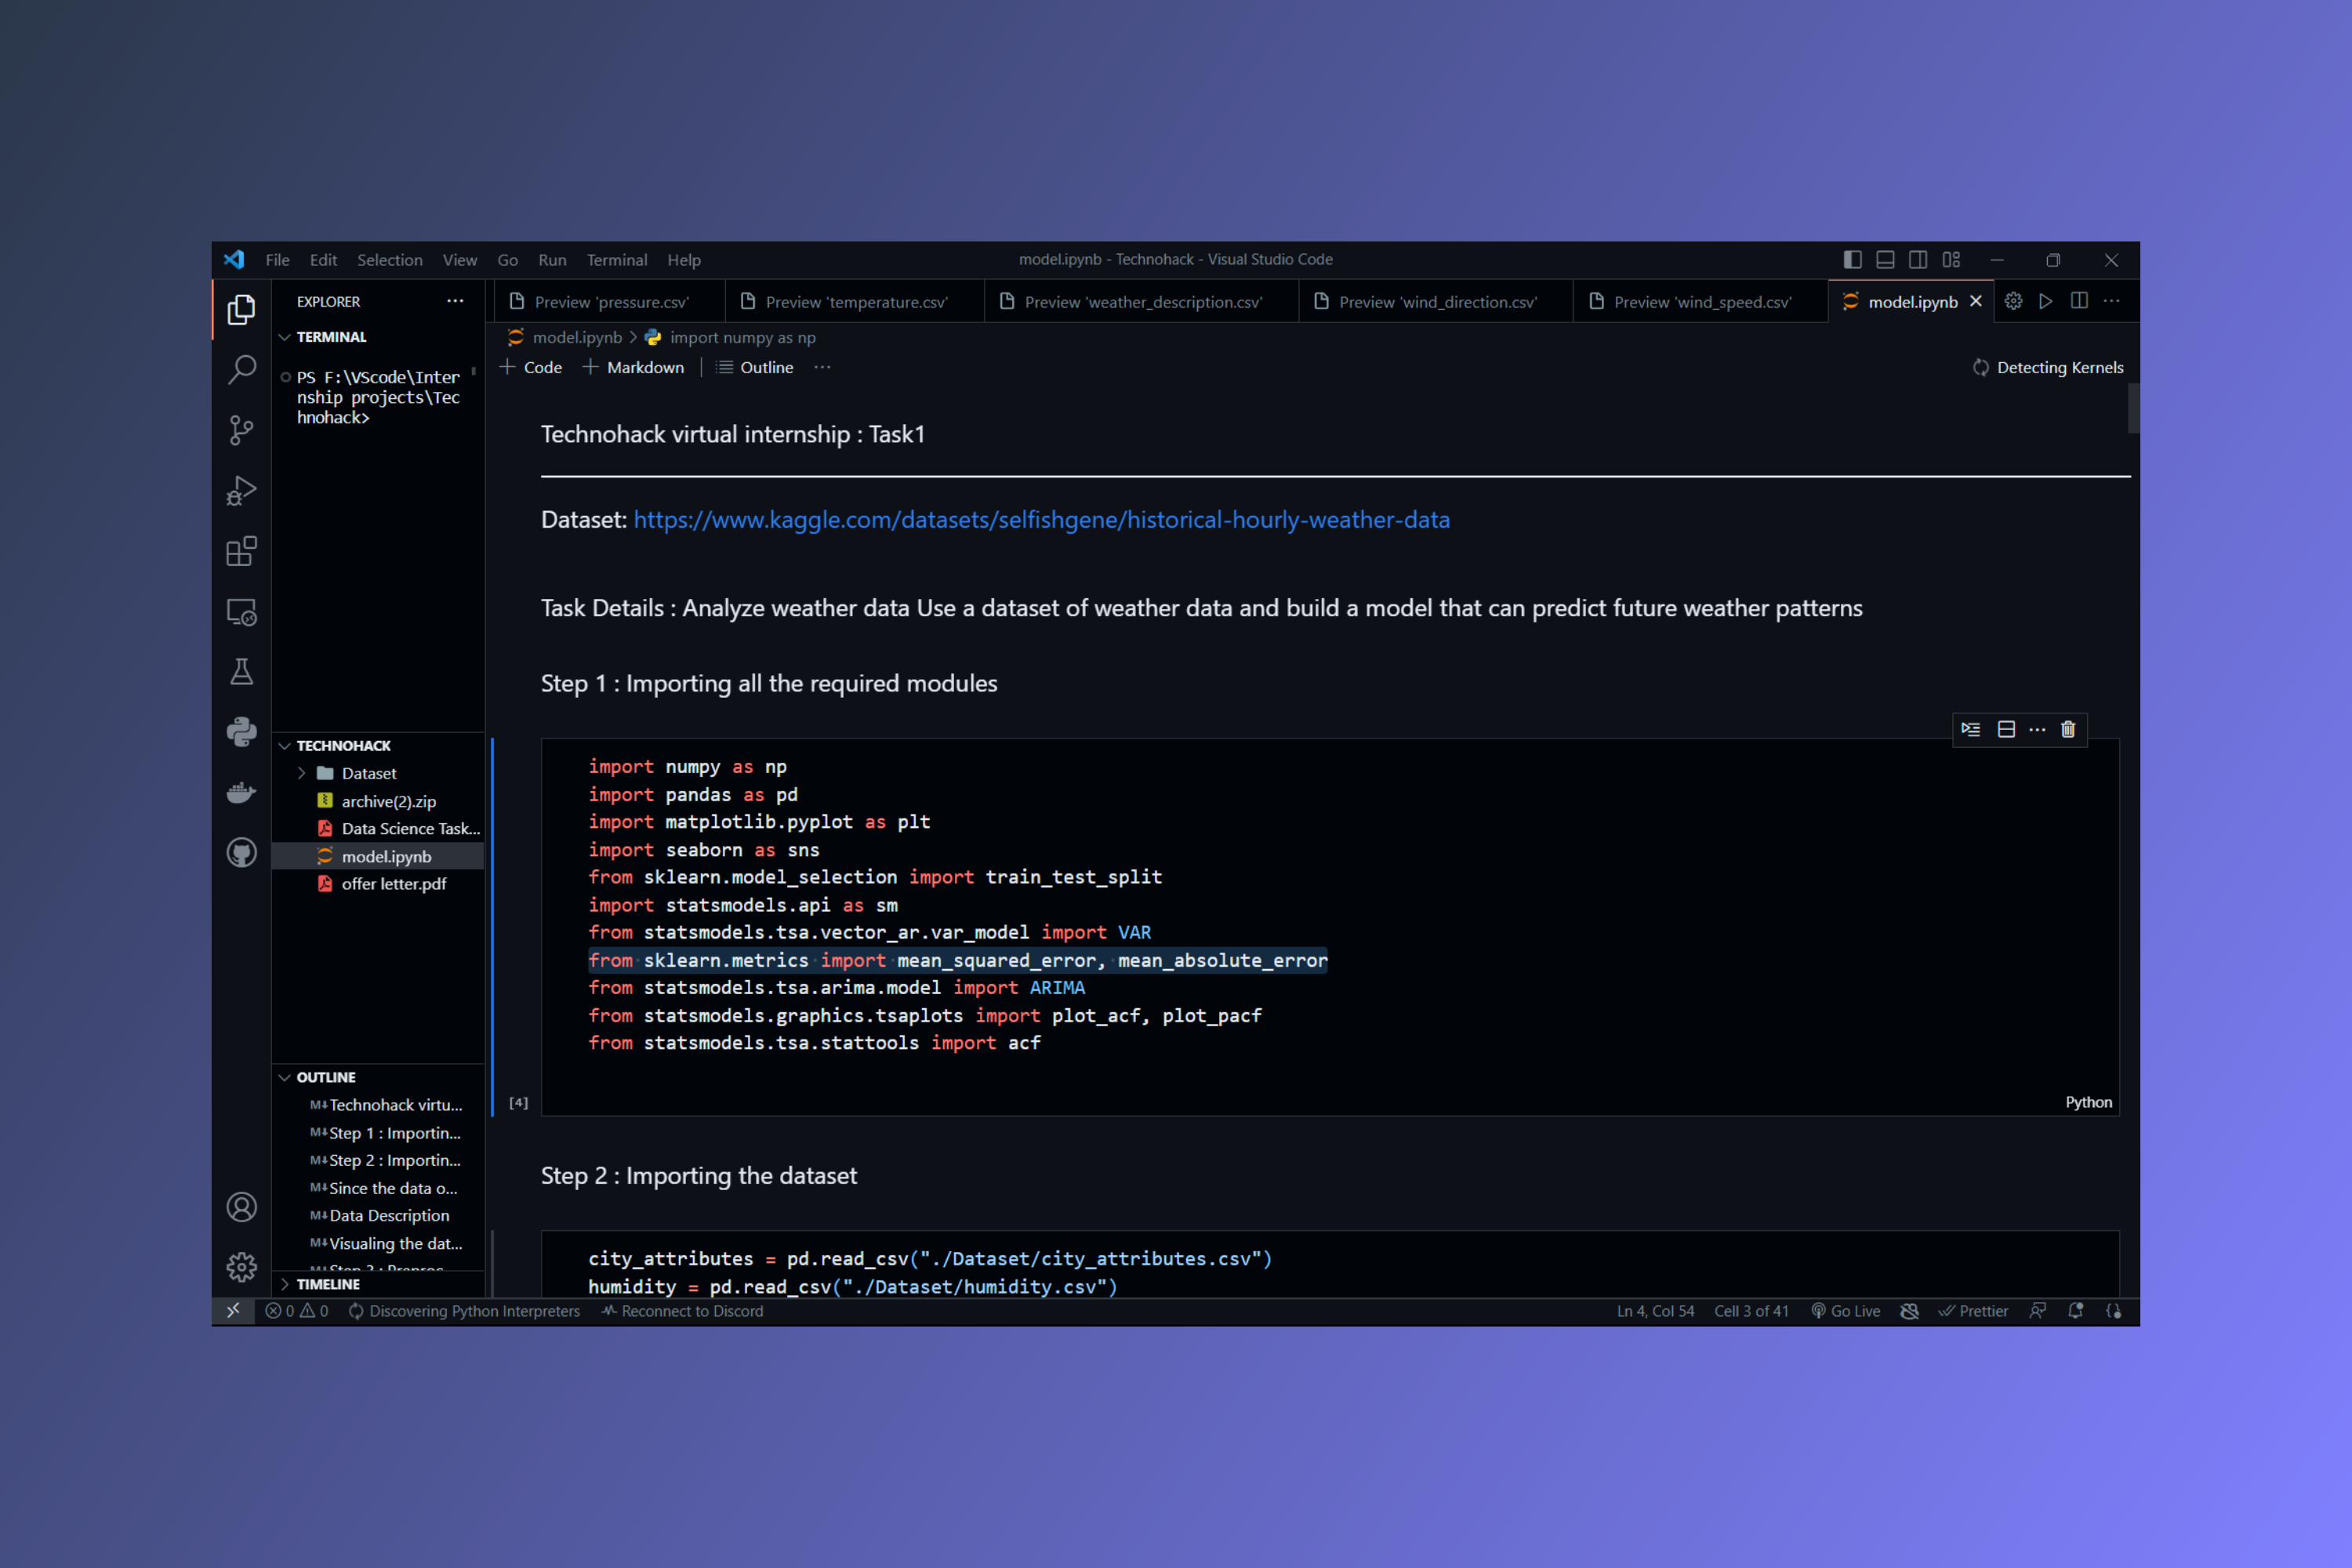 File Edit Selection View Go Run Terminal Help
model.ipynb - Technohack - Visual Studio Code
EXPLORER
TERMINAL
PS F:\VScode\Inter
nship projects\Tec
hnohack>
TECHNOHACK
Dataset
archive(2).zip
Data Science Task...
model.ipynb
offer letter.pdf
OUTLINE
M↓Technohack virtu...
M↓Step 1 : Importin...
M↓Step 2 : Importin...
M↓Since the data o...
M↓Data Description
M↓Visualing the dat...
TIMELINE
Preview 'pressure.csv' Preview 'temperature.csv' Preview 'weather_description.csv' Preview 'wind_direction.csv' Preview 'wind_speed.csv' model.ipynb
model.ipynb > import numpy as np
+ Code + Markdown | Outline ...
Detecting Kernels
Technohack virtual internship : Task1
Dataset: https://www.kaggle.com/datasets/selfishgene/historical-hourly-weather-data
Task Details : Analyze weather data Use a dataset of weather data and build a model that can predict future weather patterns
Step 1 : Importing all the required modules
import numpy as np
import pandas as pd
import matplotlib.pyplot as plt
import seaborn as sns
from sklearn.model_selection import train_test_split
import statsmodels.api as sm
from statsmodels.tsa.vector_ar.var_model import VAR
from sklearn.metrics import mean_squared_error, mean_absolute_error
from statsmodels.tsa.arima.model import ARIMA
from statsmodels.graphics.tsaplots import plot_acf, plot_pacf
from statsmodels.tsa.stattools import acf
[4]
Python
Step 2 : Importing the dataset
city_attributes = pd.read_csv("./Dataset/city_attributes.csv")
humidity = pd.read_csv("./Dataset/humidity.csv")
0 0 Discovering Python Interpreters Reconnect to Discord
Ln 4, Col 54 Cell 3 of 41 Go Live Prettier